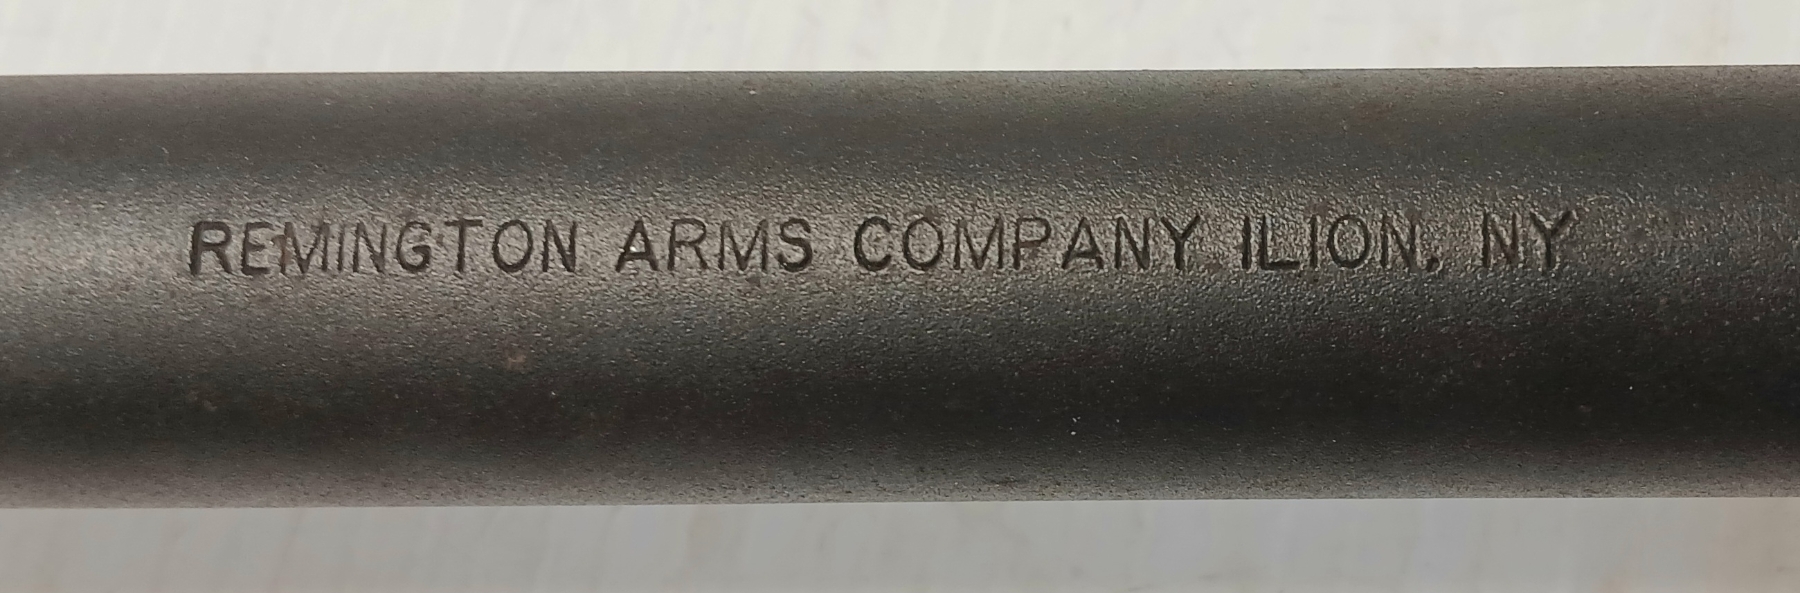 REMINGTON ARMS COMPANY ILION, NY